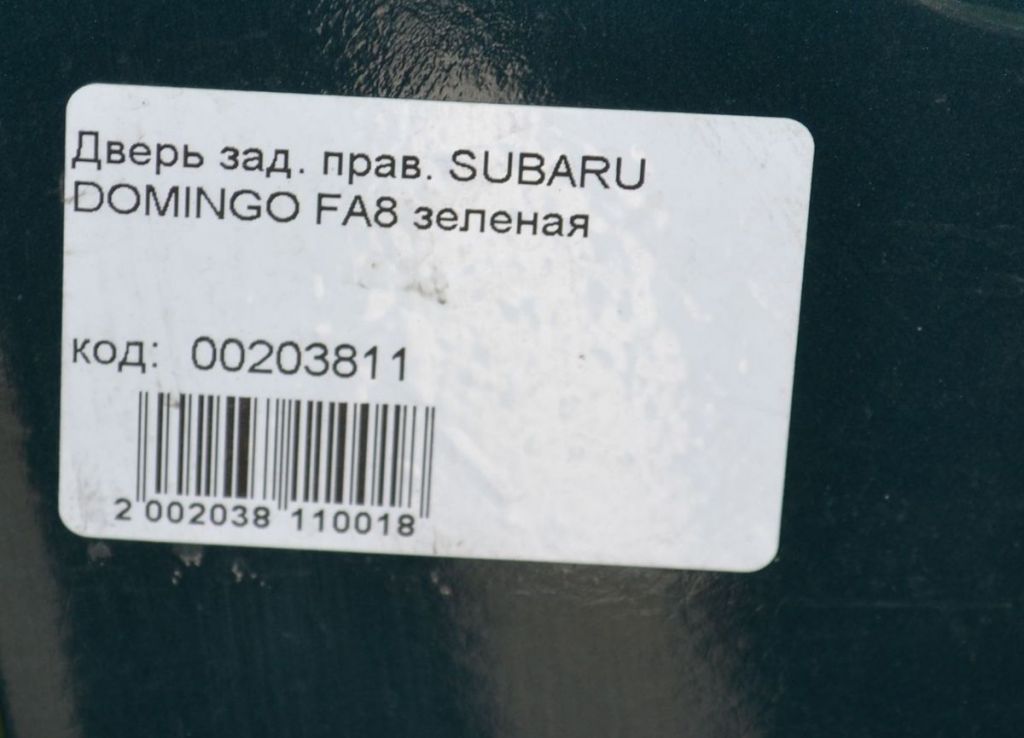 Дверь зад. прав. SUBARU
DOMINGO FA8 зеленая
код: 00203811
2 002038 110018